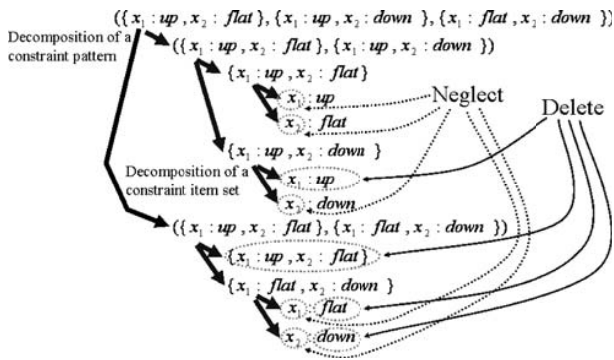 ({x₁ : up , x₂ : flat}, {x₁ : up , x₂ : down }, {x₁ : flat , x₂ : down })
Decomposition of a
constraint pattern
({x₁ : up , x₂ : flat}, {x₁ : up , x₂ : down })
{x₁ : up , x₂ : flat}
x₁ : up
x₂ : flat
Neglect
Delete
{x₁ : up , x₂ : down }
Decomposition of a
constraint item set
x₁ : up
x₂ : down
({x₁ : up , x₂ : flat}, {x₁ : flat , x₂ : down })
{x₁ : up , x₂ : flat}
{x₁ : flat , x₂ : down }
x₁ : flat
x₂ : down